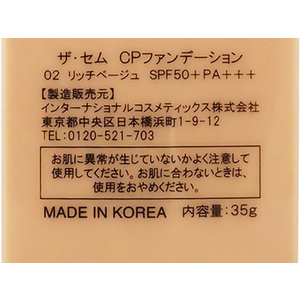 ザ・セム CPファンデーション
02 リッチベージュ SPF50+PA+++
【製造販売元】
インターナショナルコスメティックス株式会社
東京都中央区日本橋浜町1-9-12
TEL:0120-521-703
お肌に異常が生じていないかよく注意して
使用してください。お肌に合わないときは、
使用をおやめください。
MADE IN KOREA 内容量:35g